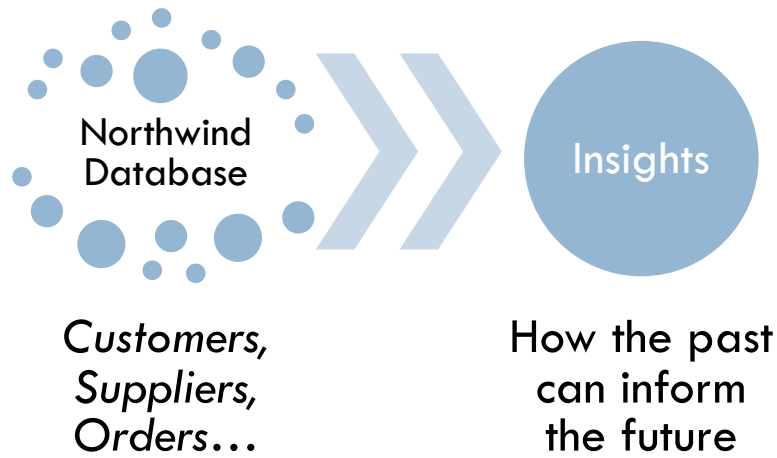 Northwind
Database
Insights
Customers,
Suppliers,
Orders…
How the past
can inform
the future